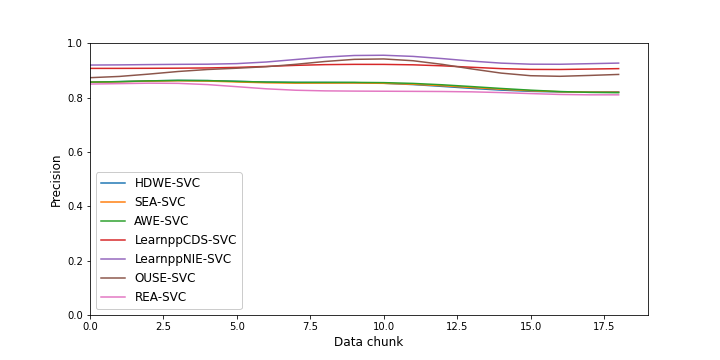 1.0
0.8
0.6
0.4
0.2
0.0
Precision
HDWE-SVC
SEA-SVC
AWE-SVC
LearnppCDS-SVC
LearnppNIE-SVC
OUSE-SVC
REA-SVC
0.0 2.5 5.0 7.5 10.0 12.5 15.0 17.5
Data chunk